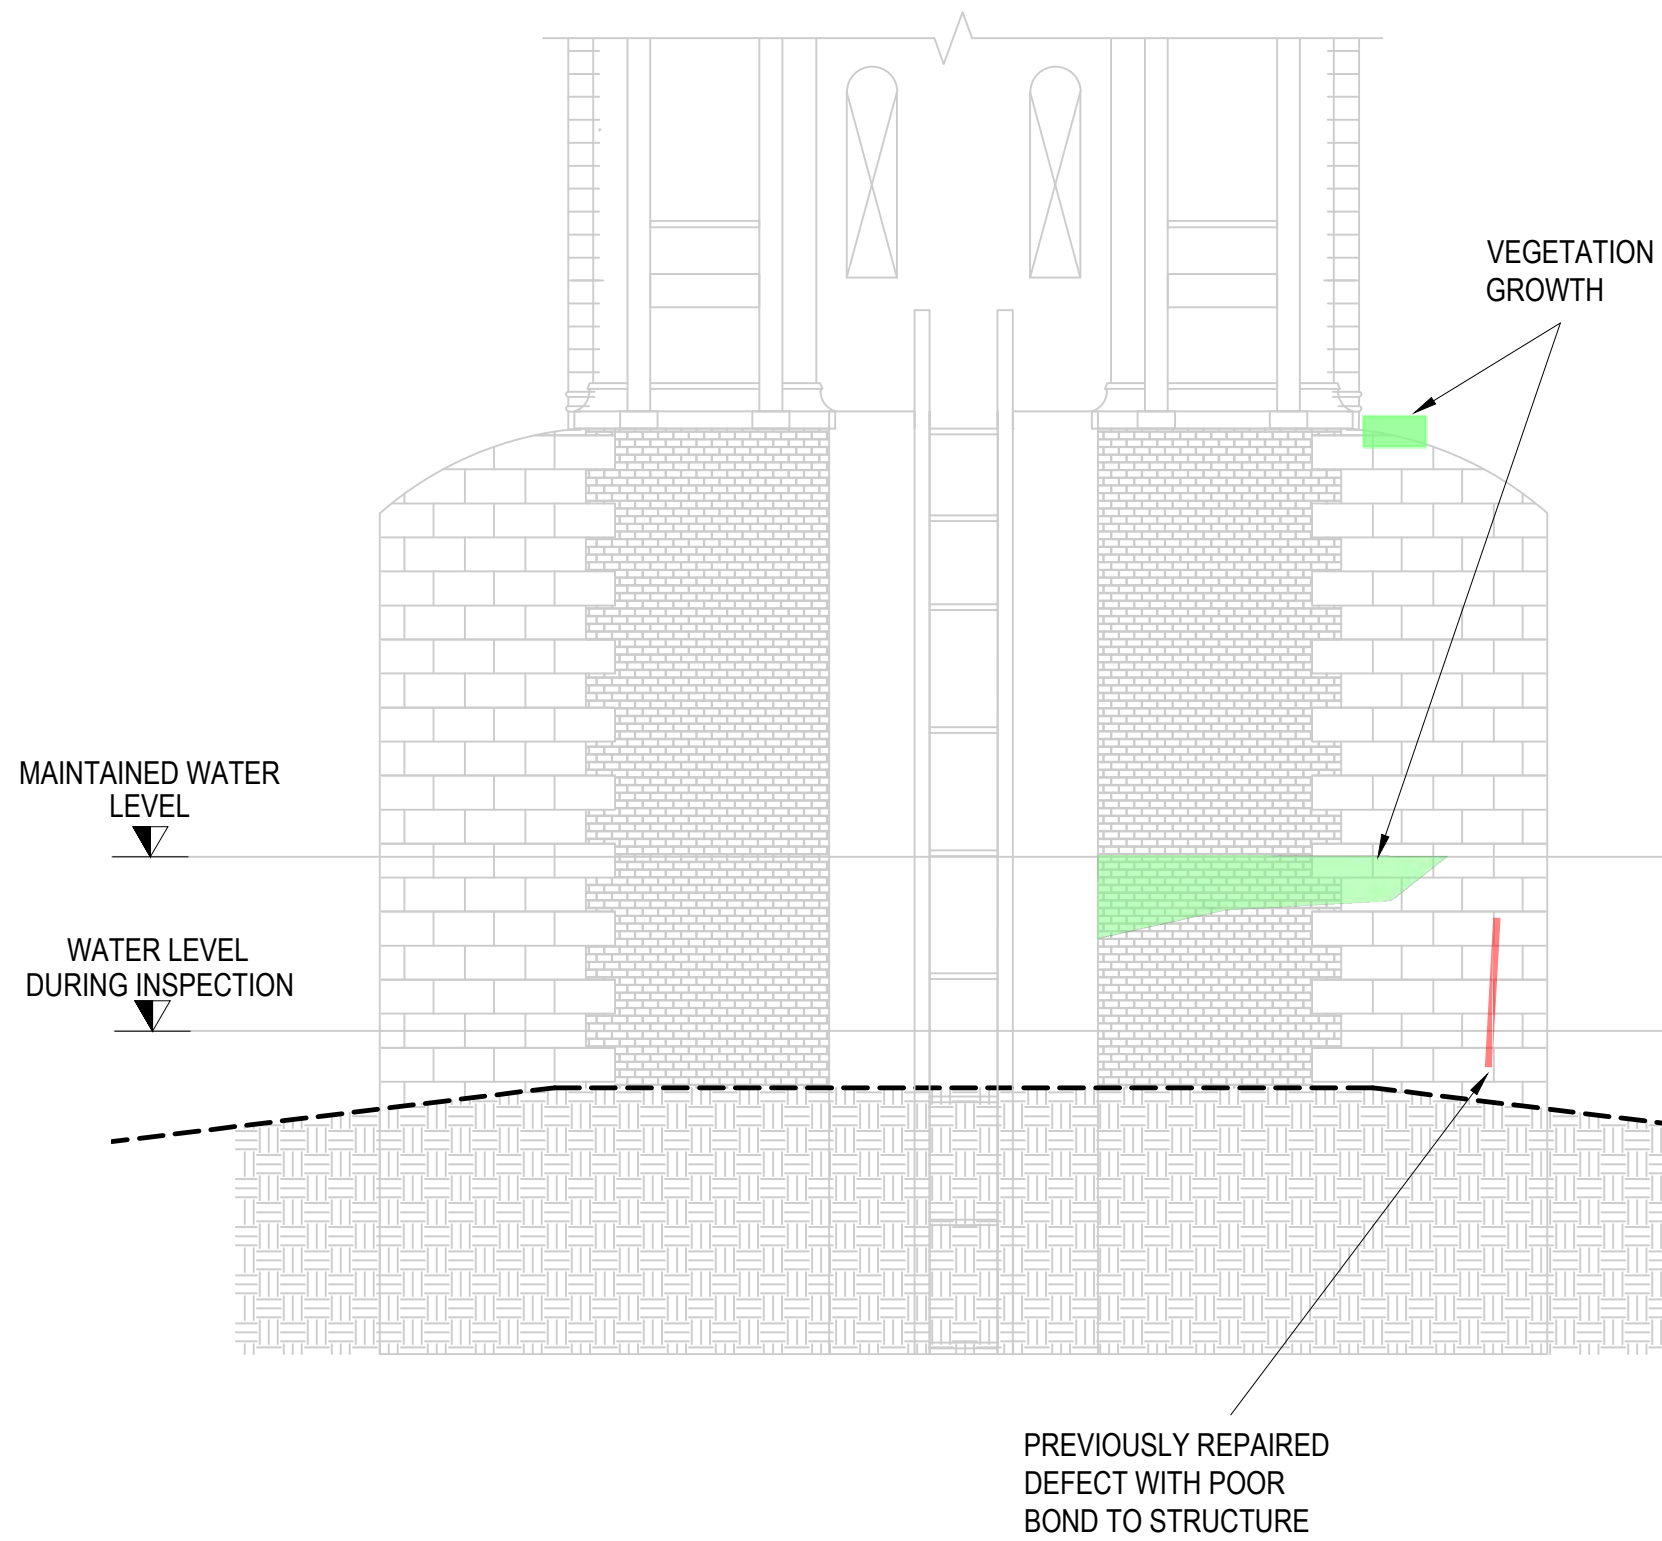 VEGETATION
GROWTH
MAINTAINED WATER
LEVEL
WATER LEVEL
DURING INSPECTION
PREVIOUSLY REPAIRED
DEFECT WITH POOR
BOND TO STRUCTURE